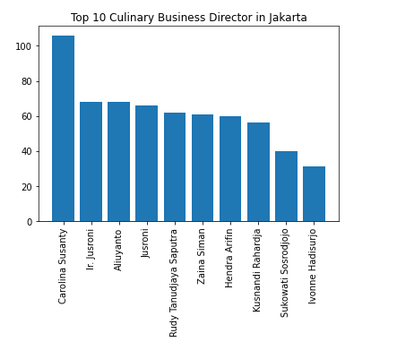 Top 10 Culinary Business Director in Jakarta
100
80
60
40
20
0
Carolina Susanty
Ir. Jusroni
Aliuyanto
Jusroni
Rudy Tanudjaya Saputra
Zaina Siman
Hendra Arifin
Kusnandi Rahardja
Sukowati Sosrodjojo
Ivonne Hadisurjo